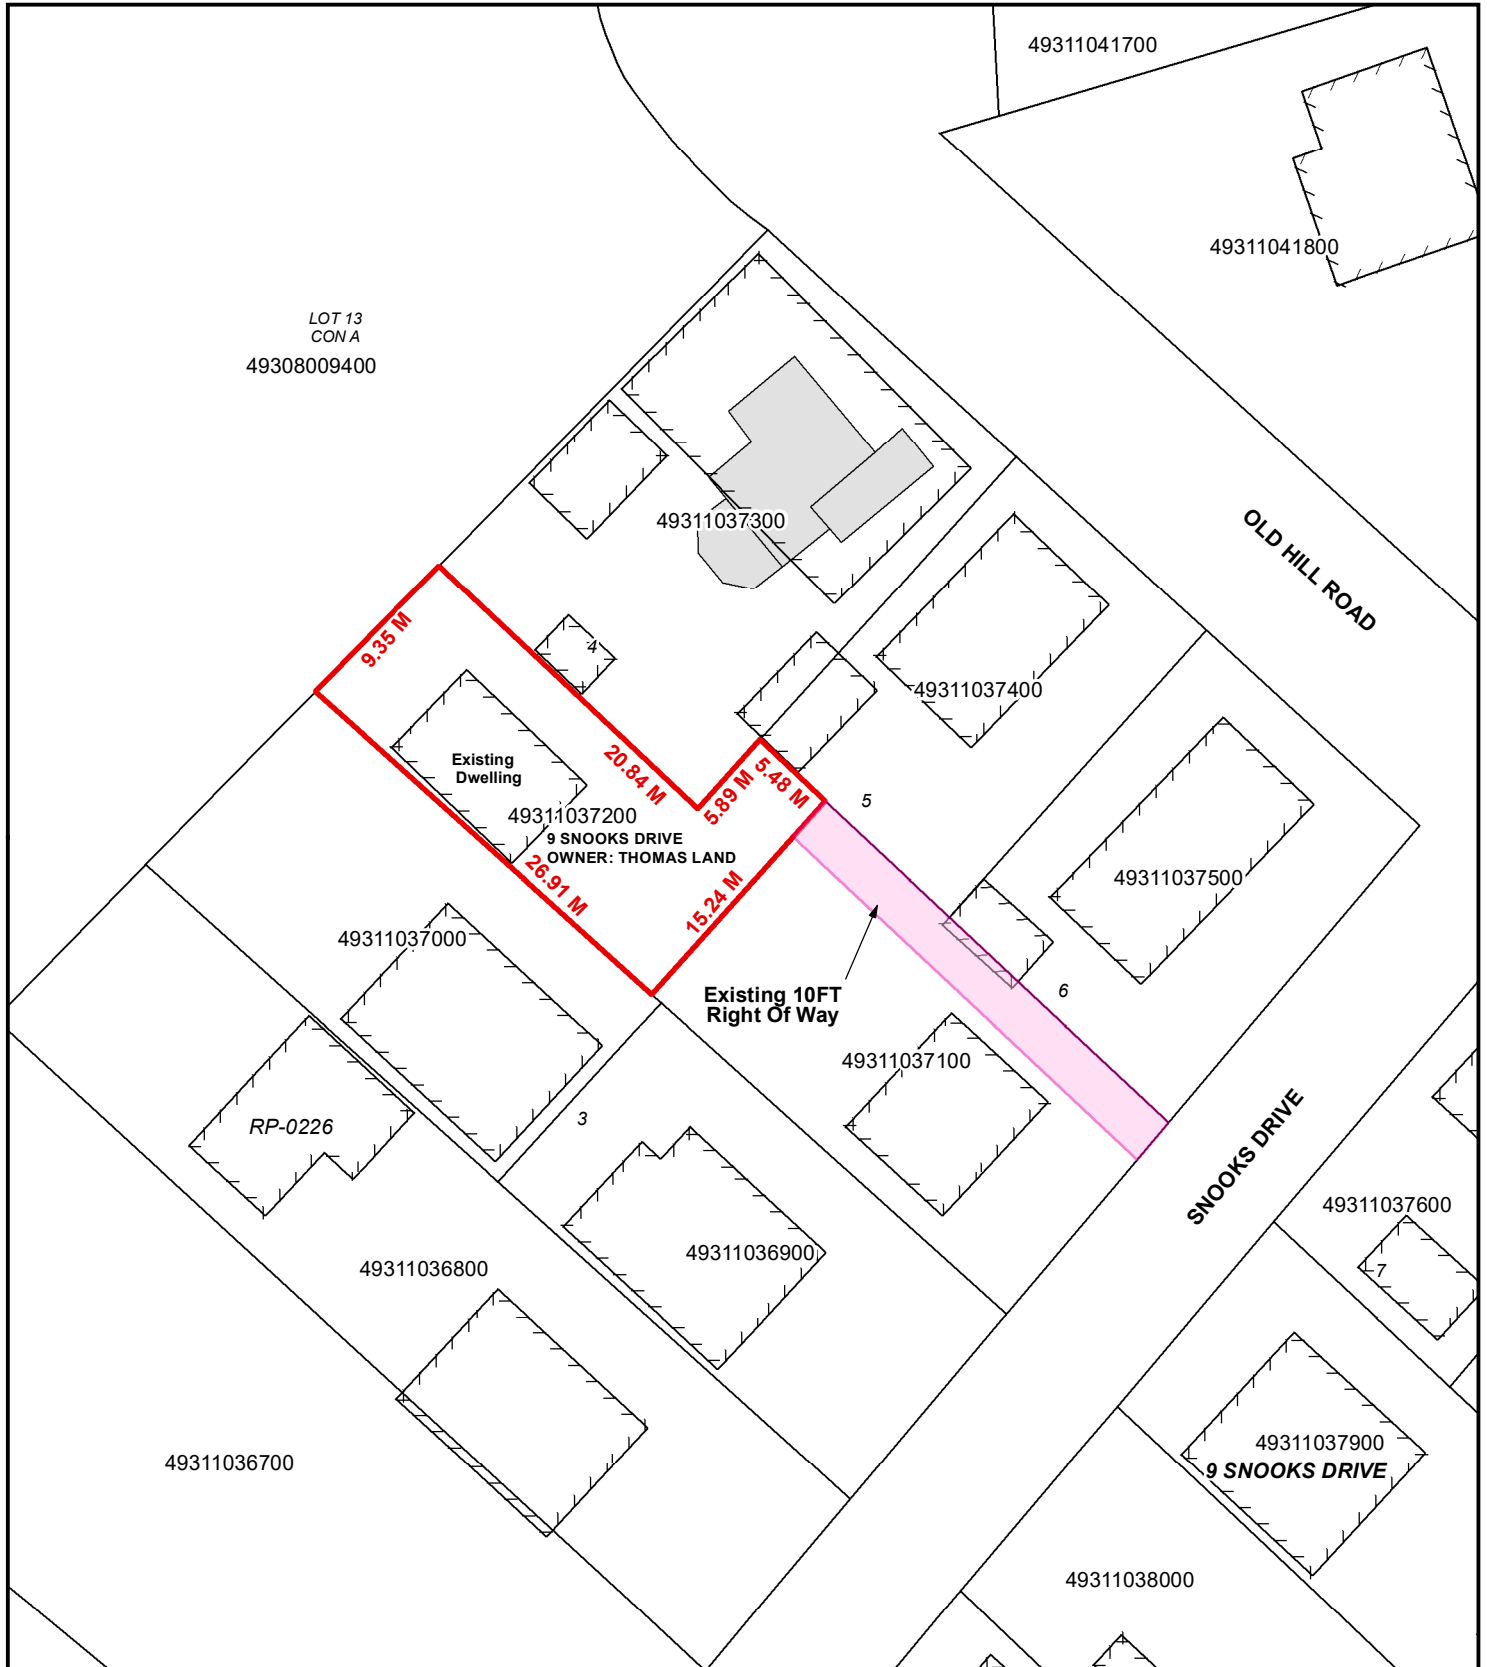 49311041700
49311041800
LOT 13
CON A
49308009400
49311037300
OLD HILL ROAD
9.35 M
4
49311037400
20.84 M
5.89 M
5.48 M
Existing
Dwelling
5
49311037200
9 SNOOKS DRIVE
OWNER: THOMAS LAND
26.91 M
15.24 M
49311037500
49311037000
Existing 10FT
Right Of Way
6
49311037100
RP-0226
3
SNOOKS DRIVE
49311037600
49311036900
49311036800
7
49311036700
49311037900
9 SNOOKS DRIVE
49311038000